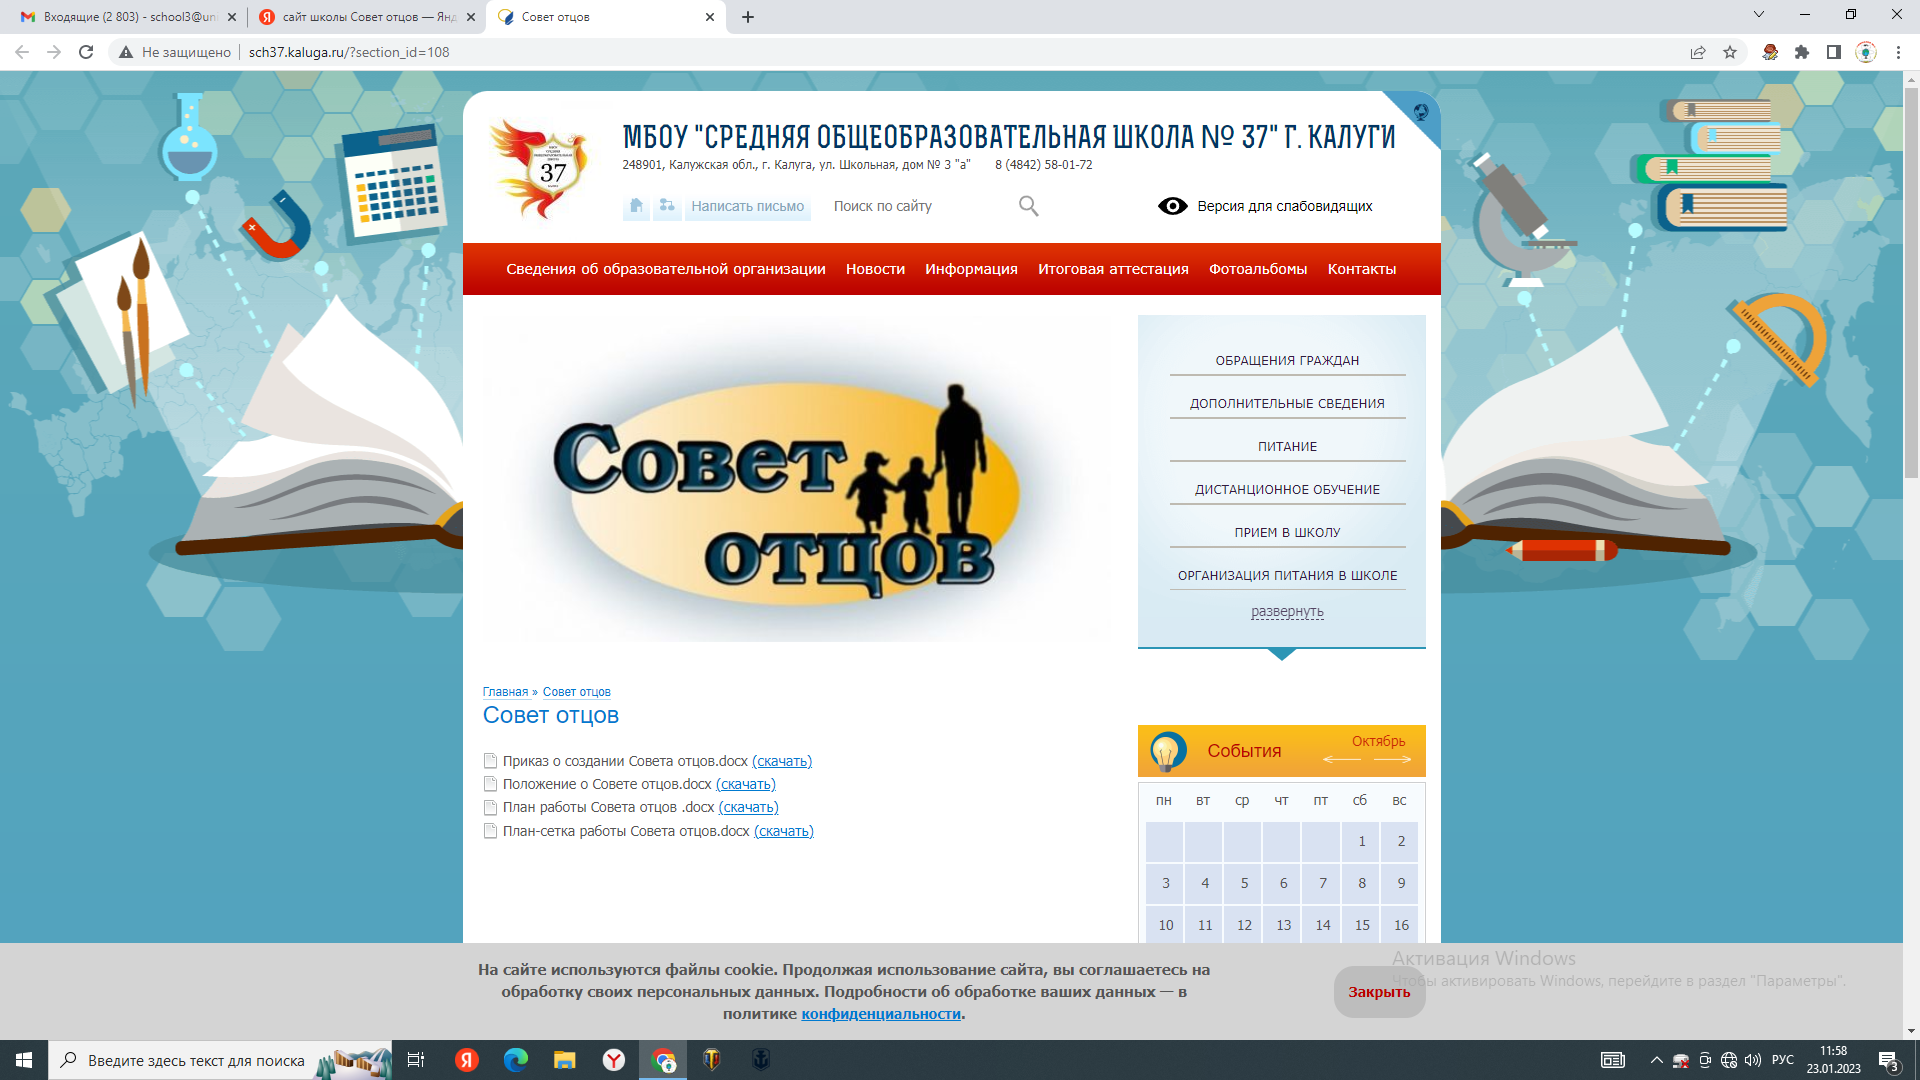 Входящие (2 803) - school3@uni
сайт школы Совет отцов — Янд
Совет отцов
Не защищено
sch37.kaluga.ru/?section_id=108
МБОУ "СРЕДНЯЯ ОБЩЕОБРАЗОВАТЕЛЬНАЯ ШКОЛА № 37" Г. КАЛУГИ
248901, Калужская обл., г. Калуга, ул. Школьная, дом № 3 "а" 8 (4842) 58-01-72
37
Написать письмо
Поиск по сайту
Версия для слабовидящих
Сведения об образовательной организации Новости Информация Итоговая аттестация Фотоальбомы Контакты
Совет
отцов
ОБРАЩЕНИЯ ГРАЖДАН
ДОПОЛНИТЕЛЬНЫЕ СВЕДЕНИЯ
ПИТАНИЕ
ДИСТАНЦИОННОЕ ОБУЧЕНИЕ
ПРИЕМ В ШКОЛУ
ОРГАНИЗАЦИЯ ПИТАНИЯ В ШКОЛЕ
развернуть
Главная » Совет отцов
Совет отцов
Приказ о создании Совета отцов.docx (скачать)
Положение о Совете отцов.docx (скачать)
План работы Совета отцов .docx (скачать)
План-сетка работы Совета отцов.docx (скачать)
События
Октябрь
пн вт ср чт пт сб вс
1 2
3 4 5 6 7 8 9
10 11 12 13 14 15 16
На сайте используются файлы cookie. Продолжая использование сайта, вы соглашаетесь на
обработку своих персональных данных. Подробности об обработке ваших данных — в
политике конфиденциальности.
Закрыть
Активация Windows
Чтобы активировать Windows, перейдите в раздел "Параметры".
Введите здесь текст для поиска
РУС
11:58
23.01.2023
3